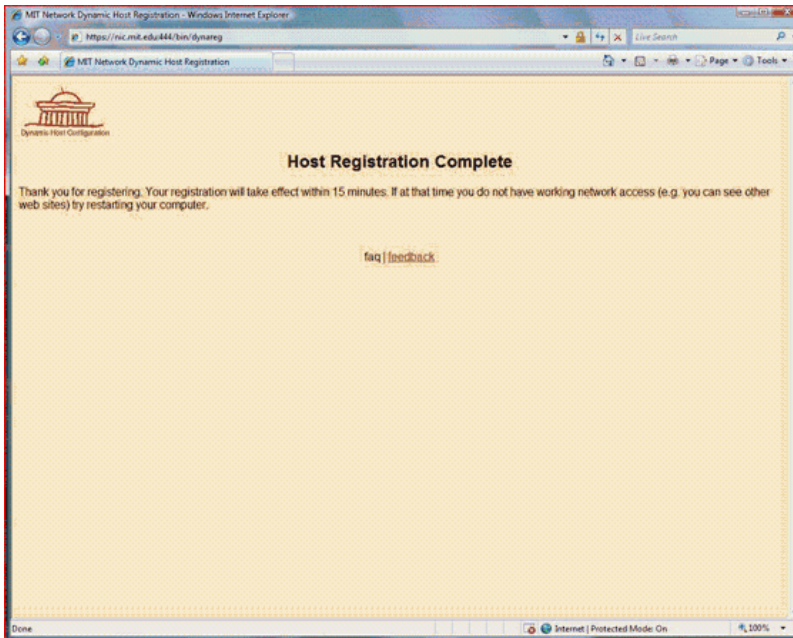 MIT Network Dynamic Host Registration - Windows Internet Explorer
https://nic.mit.edu:444/bin/dynareg
Live Search
MIT Network Dynamic Host Registration
Page
Tools
Dynamic Host Configuration
Host Registration Complete
Thank you for registering. Your registration will take effect within 15 minutes. If at that time you do not have working network access (e.g. you can see other
web sites) try restarting your computer.
faq | feedback
Done
Internet | Protected Mode: On
100%